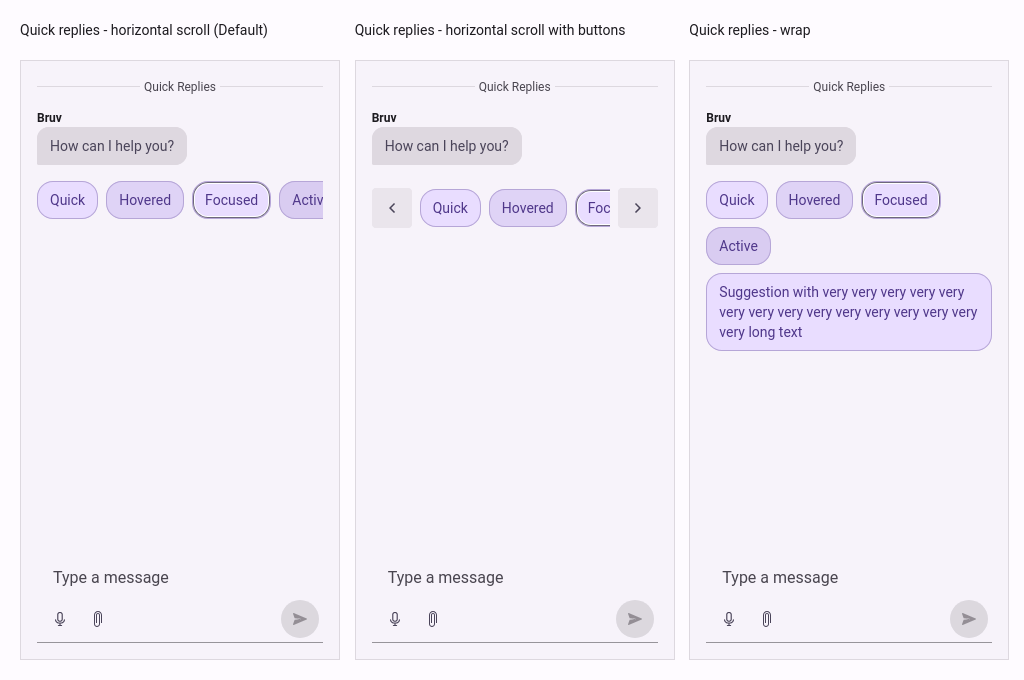 Quick replies - horizontal scroll (Default)
Quick Replies
Bruv
How can I help you?
Quick
Hovered
Focused
Activ
Type a message
Quick replies - horizontal scroll with buttons
Quick Replies
Bruv
How can I help you?
Quick
Hovered
Foc
Type a message
Quick replies - wrap
Quick Replies
Bruv
How can I help you?
Quick
Hovered
Focused
Active
Suggestion with very very very very very
very very very very very very very very very
very long text
Type a message